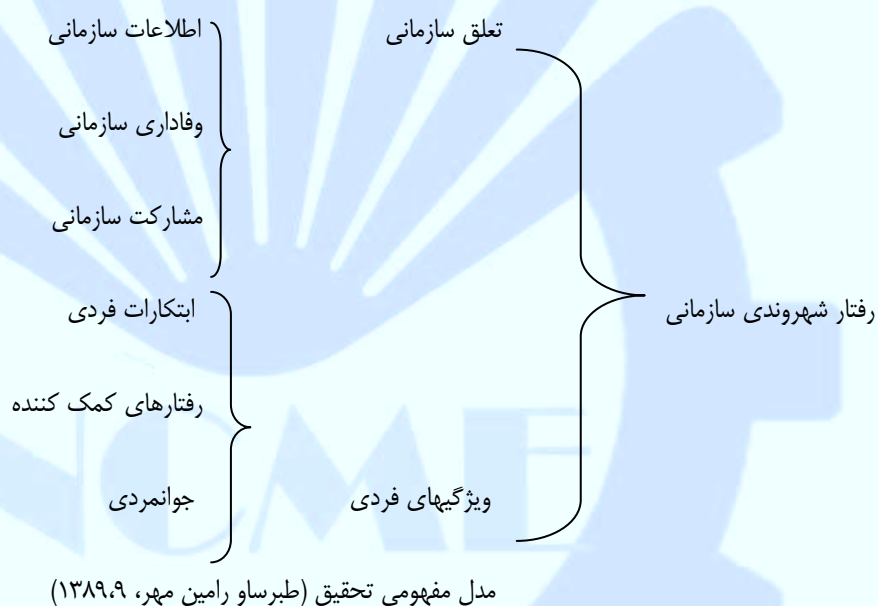 تعلق سازمانی
اطلاعات سازمانی
وفاداری سازمانی
مشارکت سازمانی
رفتار شهروندی سازمانی
ابتکارات فردی
رفتارهای کمک کننده
ویژگیهای فردی
جوانمردی
مدل مفهومی تحقیق (طبرساو رامین مهر، ۱۳۸۹،۹)
NCME